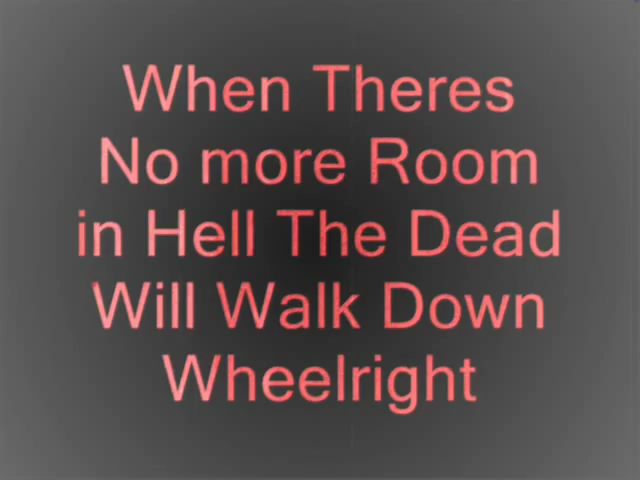 When Theres
No more Room
in Hell The Dead
Will Walk Down
Wheelright